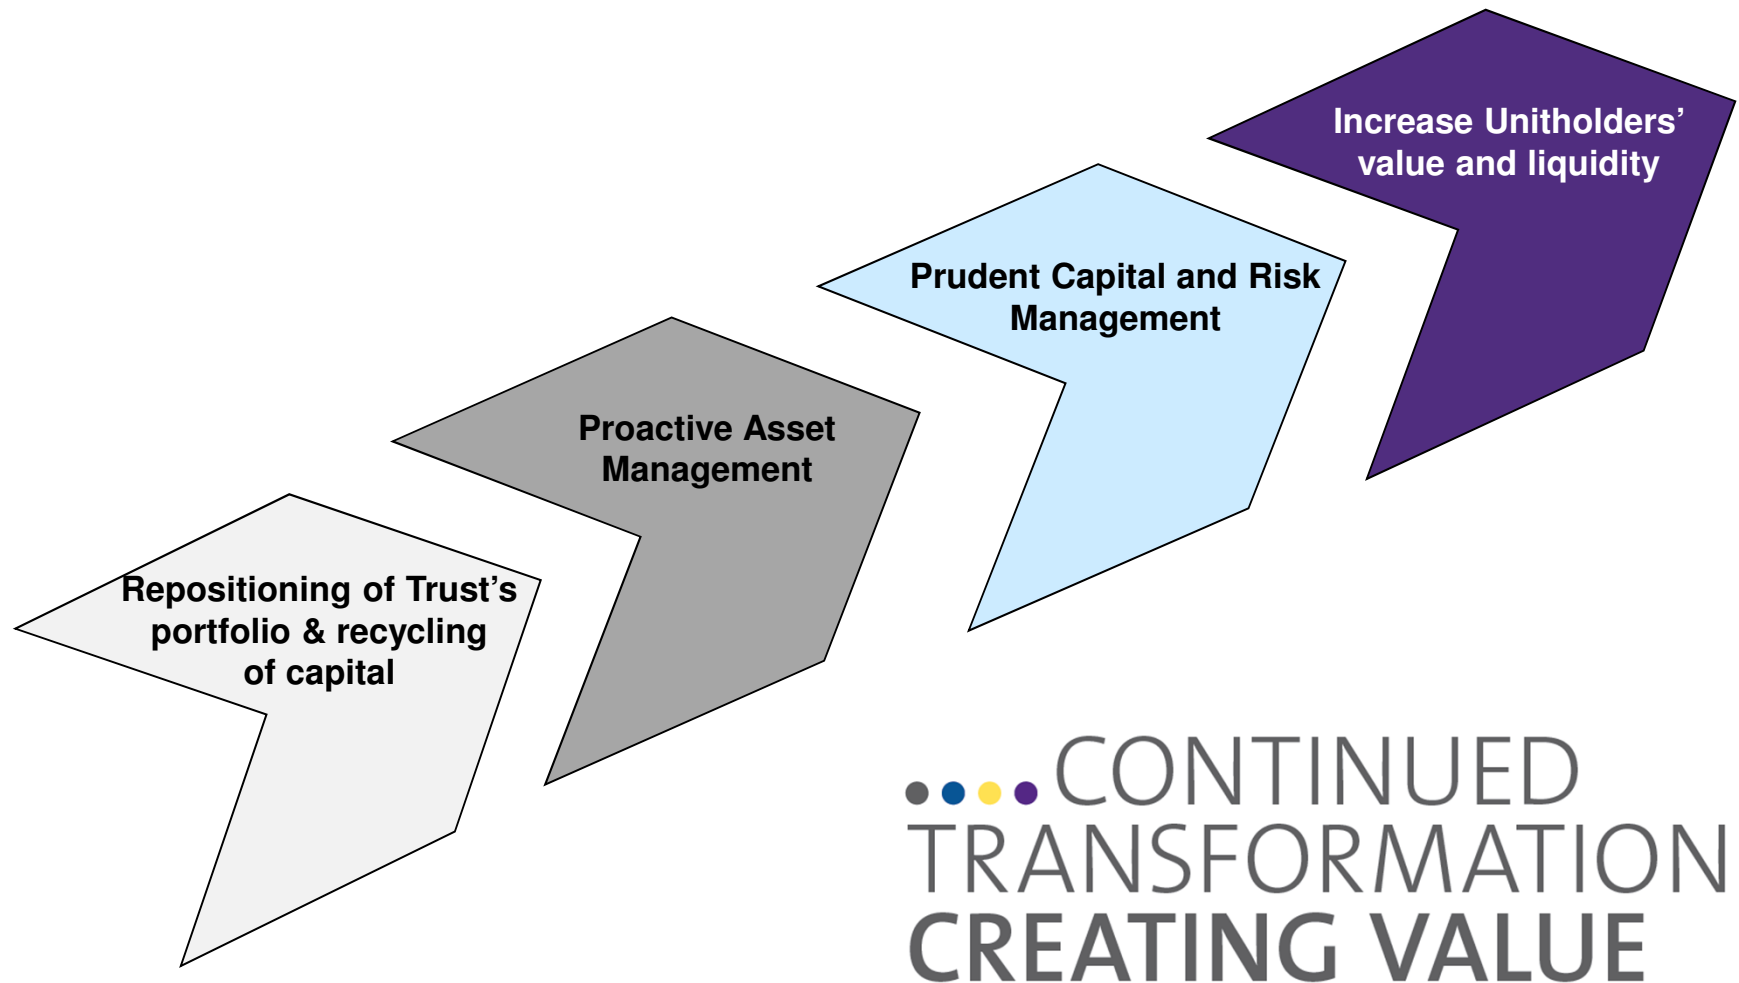 Increase Unitholders’
value and liquidity
Prudent Capital and Risk
Management
Proactive Asset
Management
Repositioning of Trust’s
portfolio & recycling
of capital
CONTINUED
TRANSFORMATION
CREATING VALUE